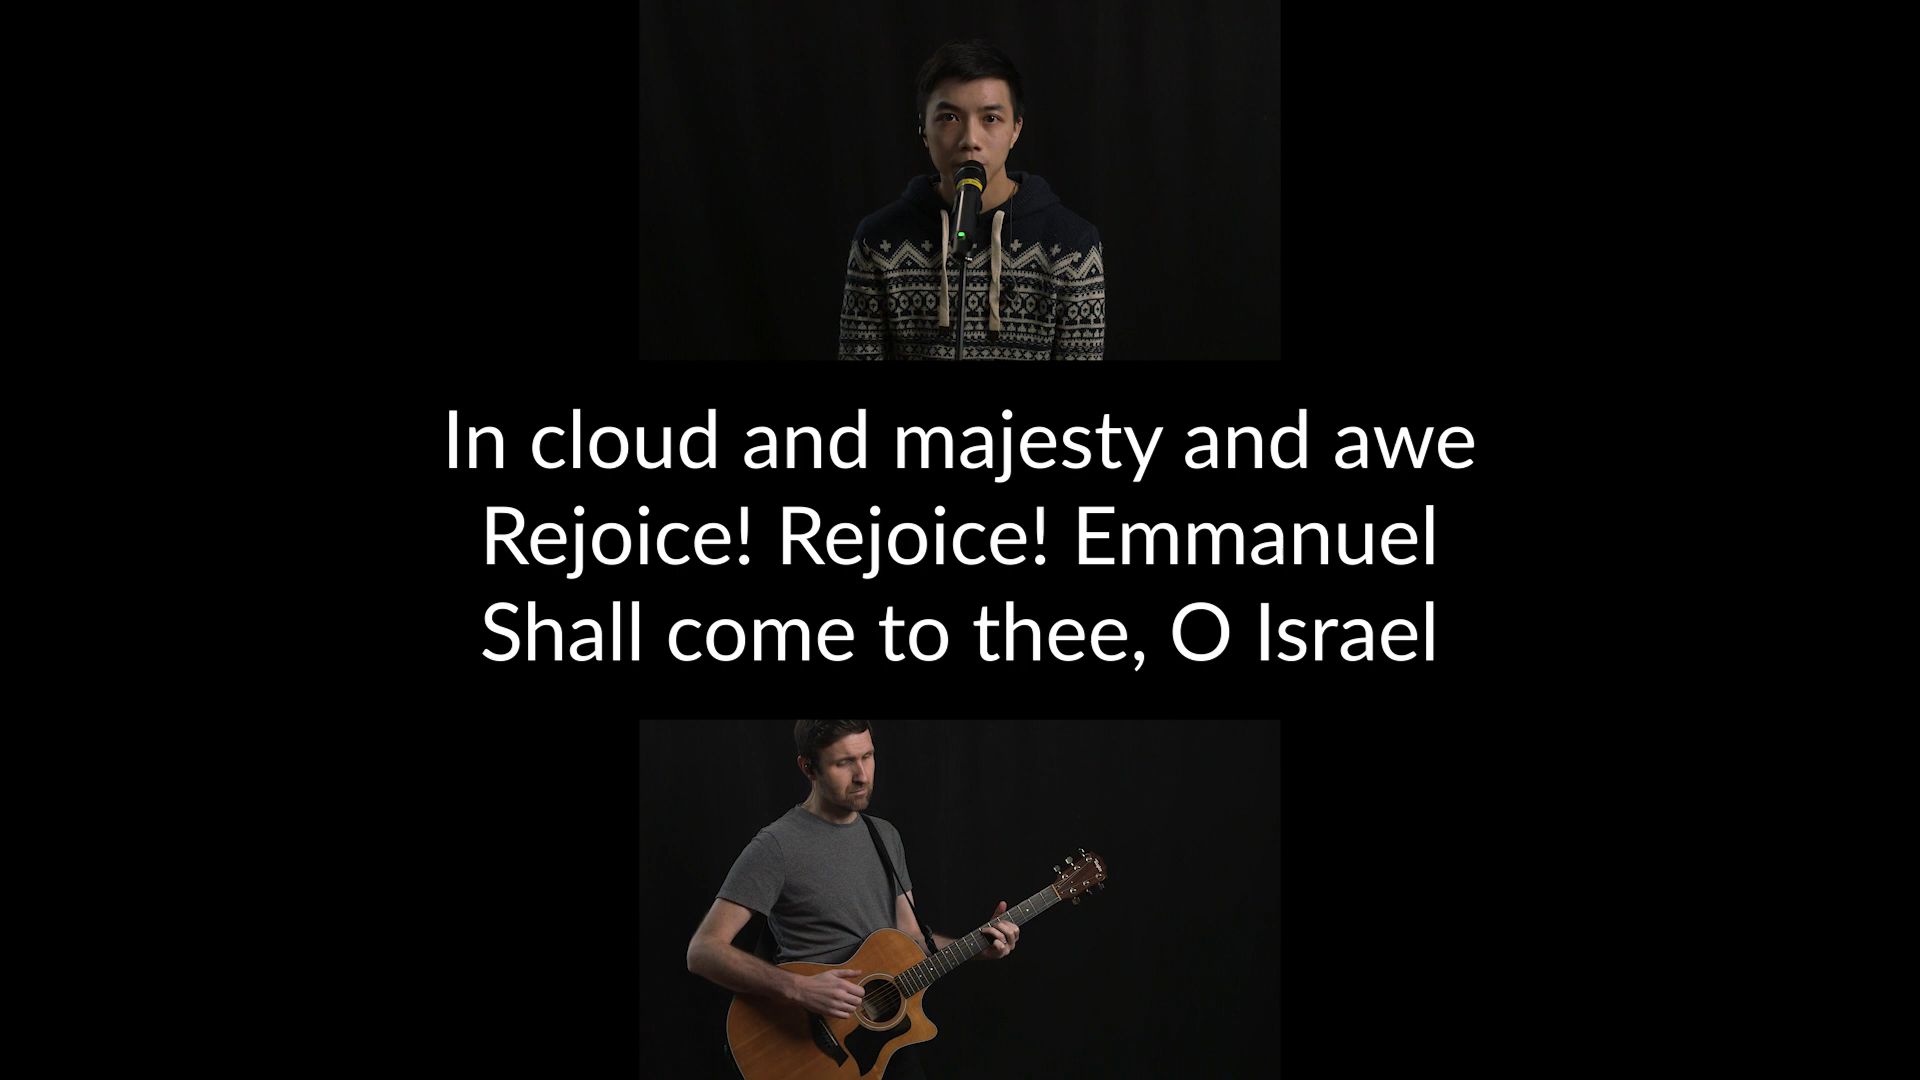 In cloud and majesty and awe
Rejoice! Rejoice! Emmanuel
Shall come to thee, O Israel